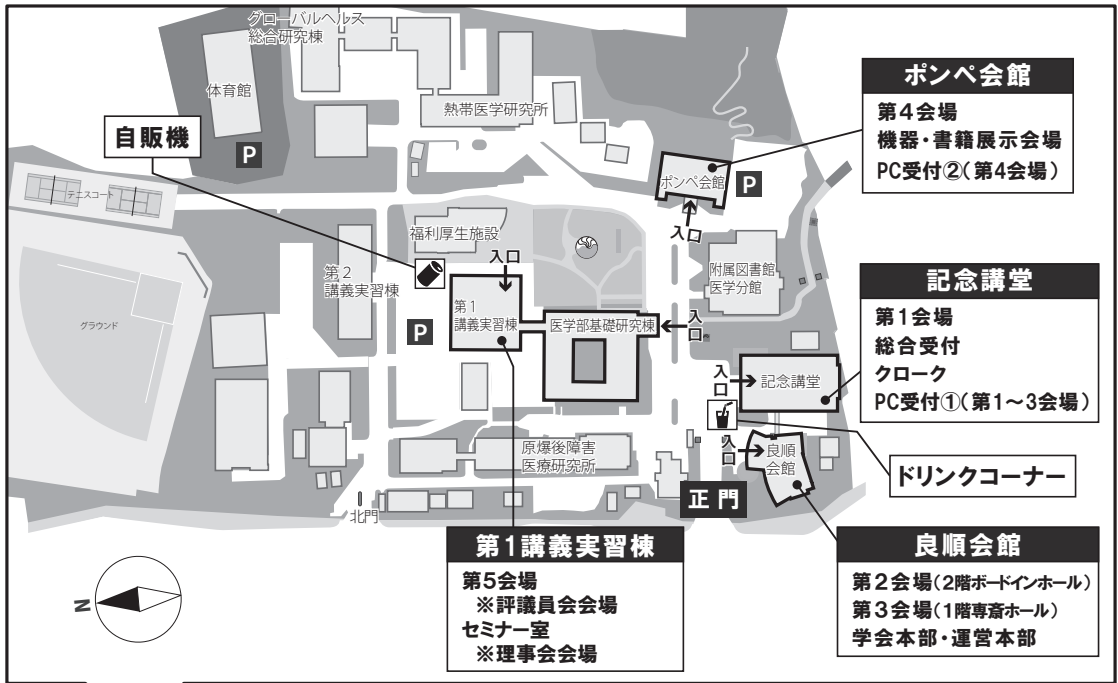 グローバルヘルス
総合研究棟
体育館
熱帯医学研究所
自販機
P
ポンペ会館
第4会場
機器・書籍展示会場
PC受付②(第4会場)
テニスコート
ポンペ会館
P
入口
福利厚生施設
入口
附属図書館
医学分館
第2
講義実習棟
グラウンド
P
第1
講義実習棟
医学部基礎研究棟
入口
記念講堂
第1会場
総合受付
クローク
PC受付①(第1～3会場)
入口
記念講堂
入口
良順
会館
ドリンクコーナー
原爆後障害
医療研究所
北門
正門
第1講義実習棟
第5会場
※評議員会会場
セミナー室
※理事会会場
良順会館
第2会場(2階ボードインホール)
第3会場(1階専斎ホール)
学会本部・運営本部
N